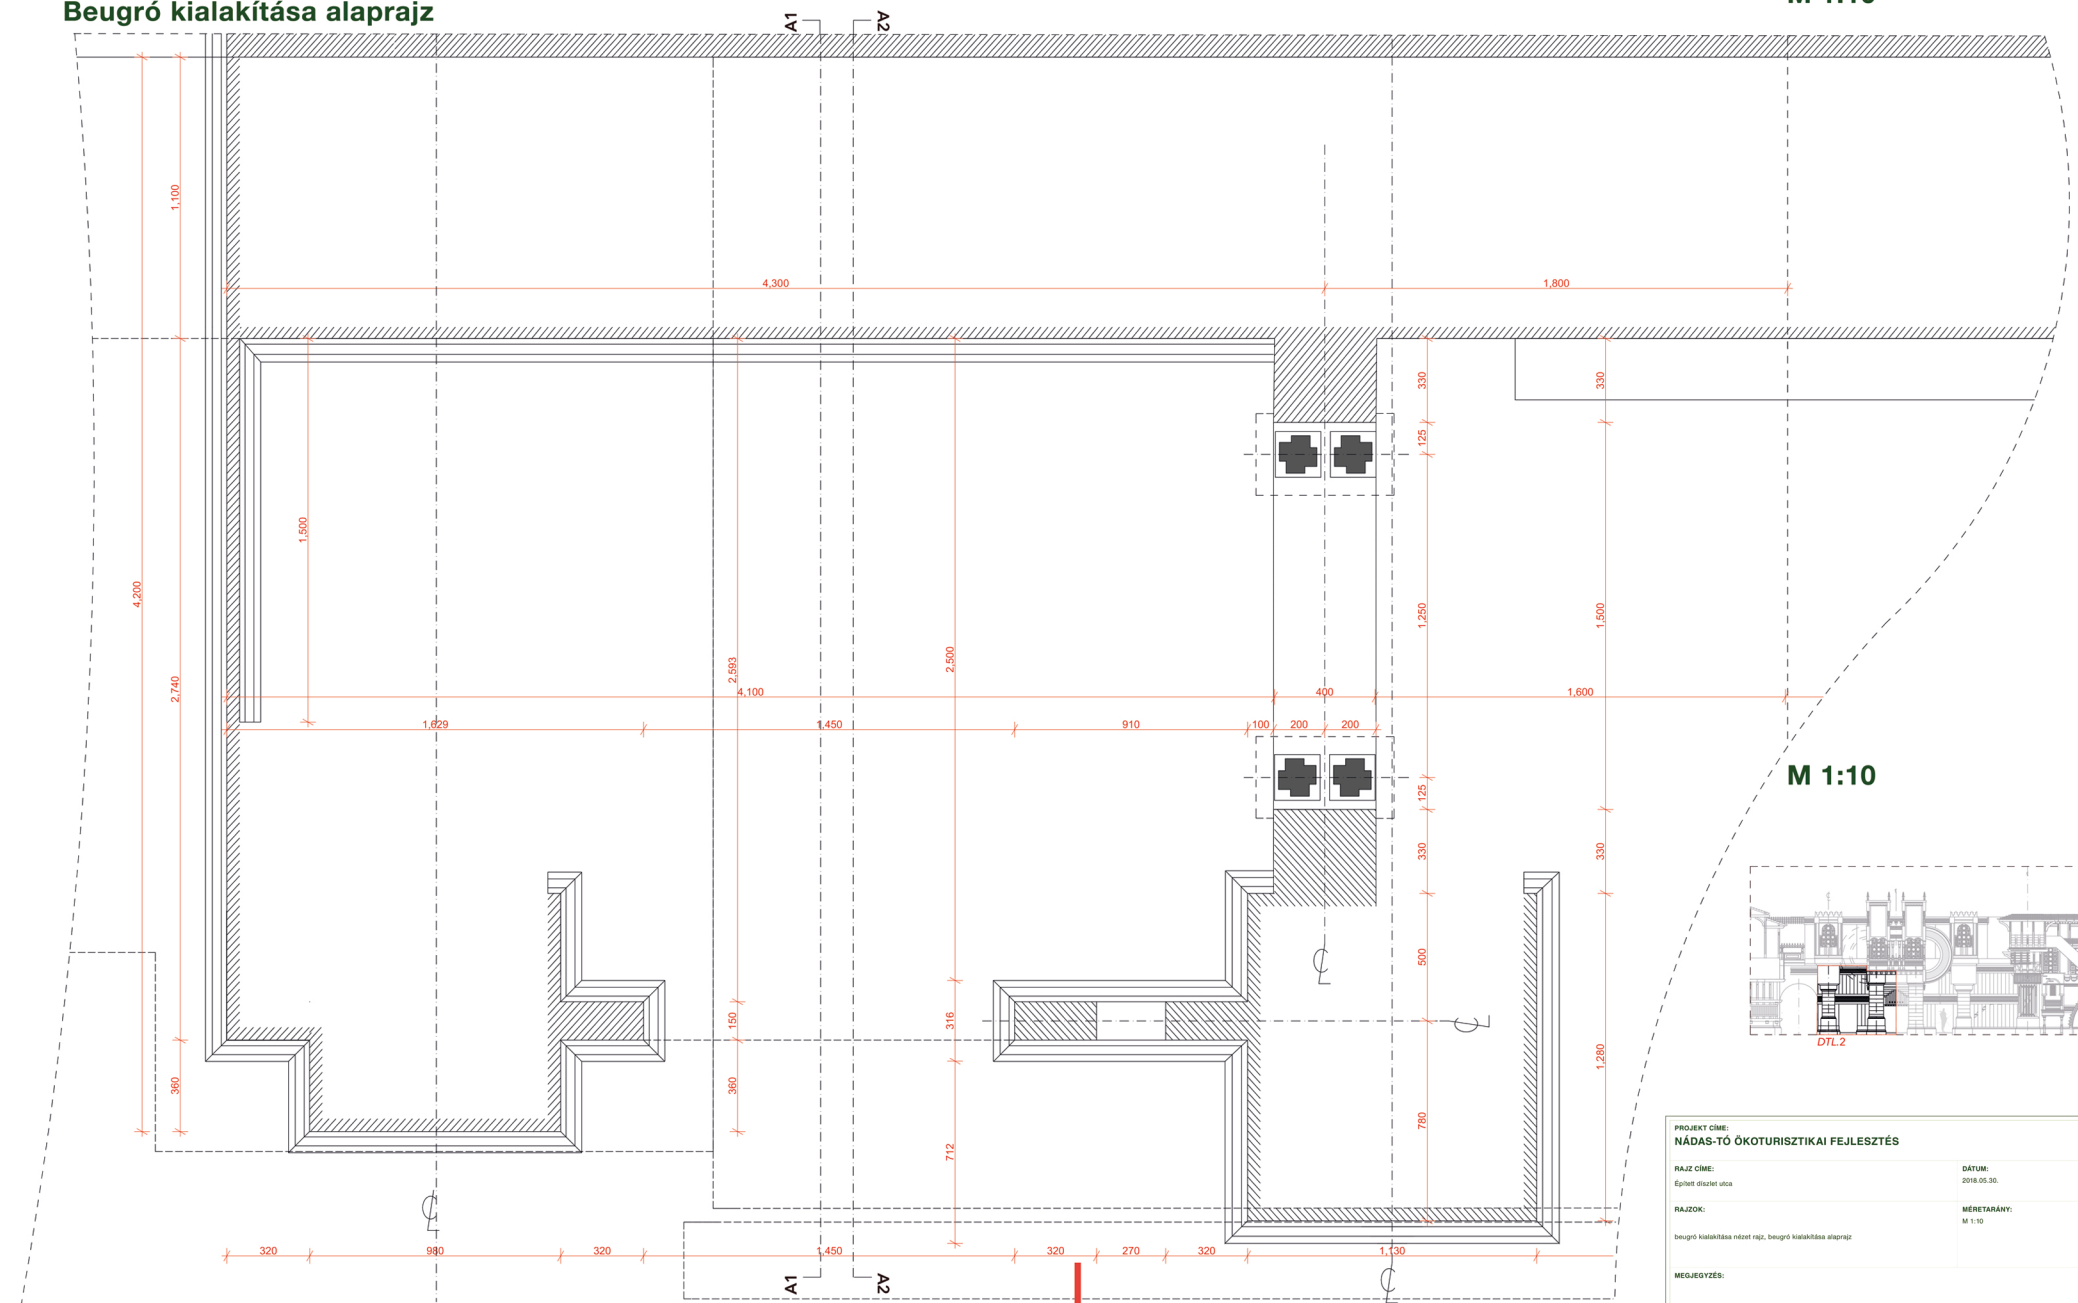 Beugró kialakítása alaprajz
A1
A2
1,100
4,300
1,800
330
330
125
1,500
4,200
1,250
1,500
2,593
2,500
2,740
4,100
400
1,600
1,629
1,450
910
100
200
200
M 1:10
125
330
330
500
150
316
DTL.2
1,280
360
360
780
712
PROJEKT CÍME:
NÁDAS-TÓ ÖKOTURISZTIKAI FEJLESZTÉS
RAJZ CÍME:
DÁTUM:
Épített díszlet utca
2018.05.30.
RAJZOK:
MÉRETARÁNY:
M 1:10
beugró kialakítása nézet rajz, beugró kialakítása alaprajz
MEGJEGYZÉS:
320
980
320
1,450
320
270
320
1,130
A1
A2